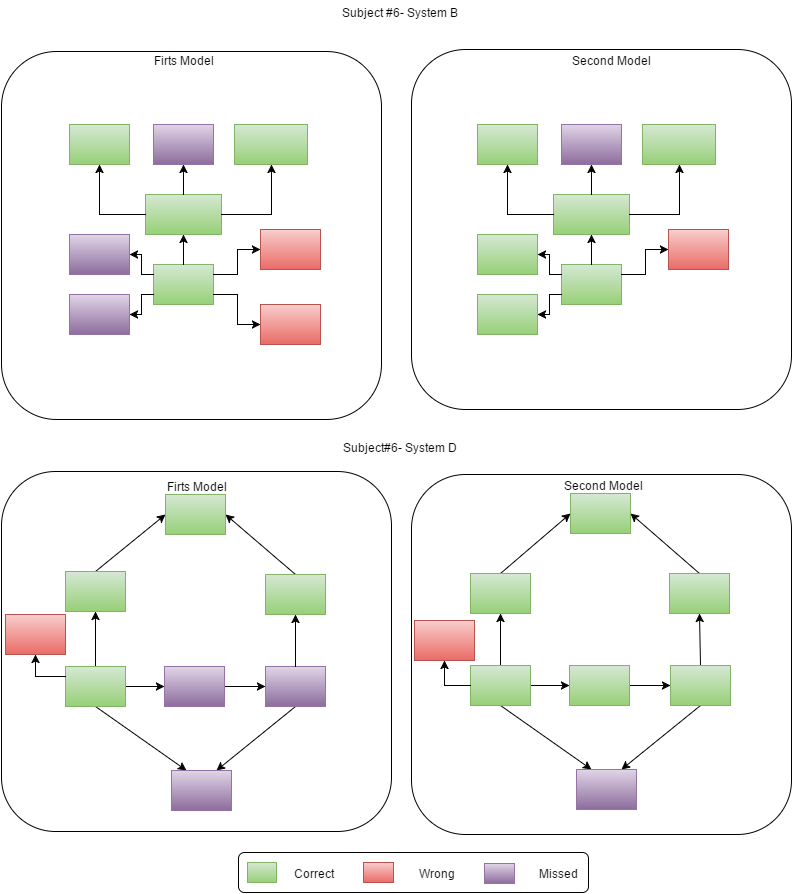 Subject #6- System B
Firts Model
Second Model
Subject#6- System D
Firts Model
Second Model
Correct
Wrong
Missed